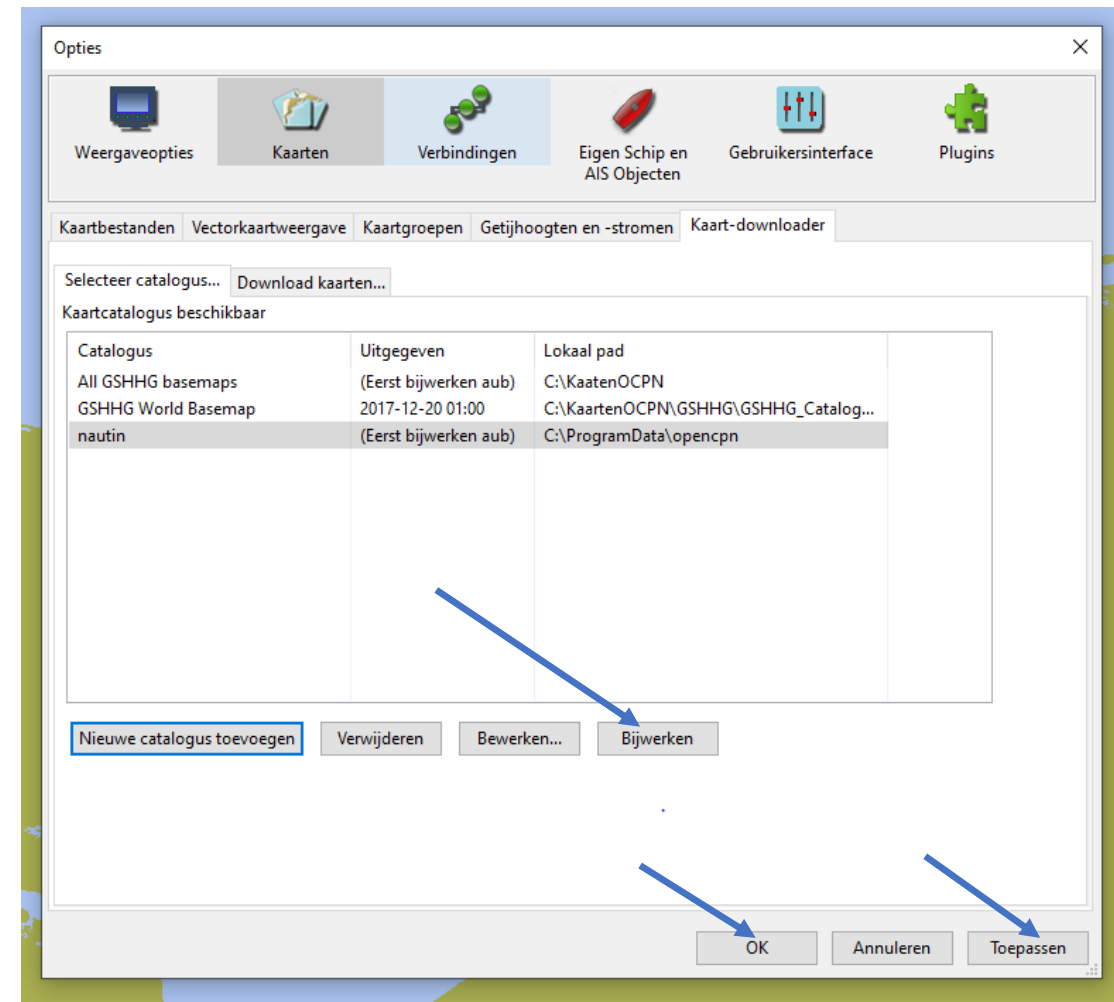 Opties
Weergaveopties Kaarten Verbindingen Eigen Schip en AIS Objecten Gebruikersinterface Plugins
Kaartbestanden Vectorkaartweergave Kaartgroepen Getijhoogten en -stromen Kaart-downloader
Selecteer catalogus... Download kaarten...
Kaartcatalogus beschikbaar
Catalogus Uitgegeven Lokaal pad
All GSHHG basemaps (Eerst bijwerken aub) C:\KaatenOCPN
GSHHG World Basemap 2017-12-20 01:00 C:\KaartenOCPN\GSHHG\GSHHG_Catalog...
nautin (Eerst bijwerken aub) C:\ProgramData\opencpn
Nieuwe catalogus toevoegen Verwijderen Bewerken... Bijwerken
OK Annuleren Toepassen